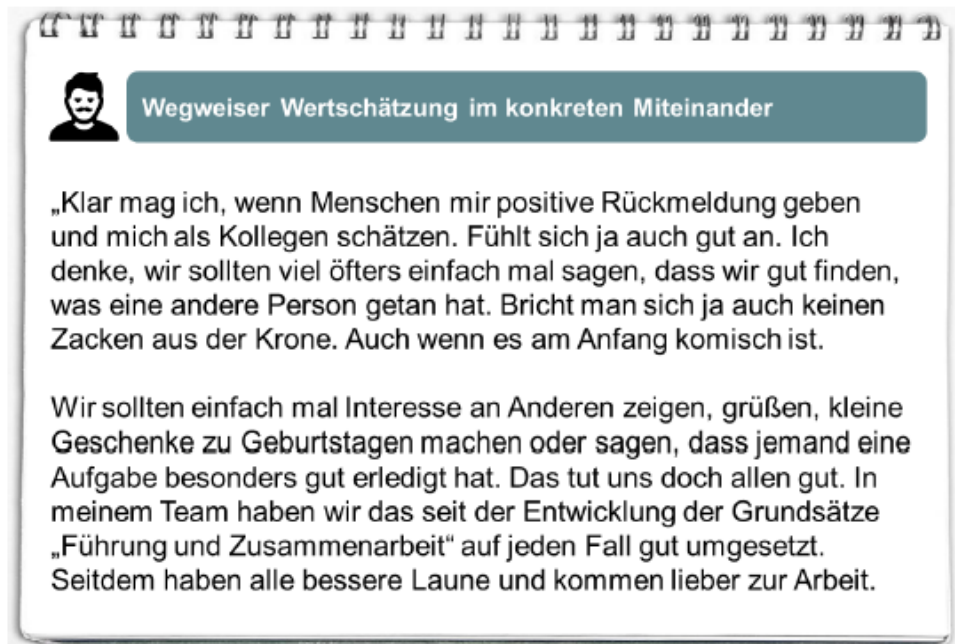 Wegweiser Wertschätzung im konkreten Miteinander
„Klar mag ich, wenn Menschen mir positive Rückmeldung geben
und mich als Kollegen schätzen. Fühlt sich ja auch gut an. Ich
denke, wir sollten viel öfters einfach mal sagen, dass wir gut finden,
was eine andere Person getan hat. Bricht man sich ja auch keinen
Zacken aus der Krone. Auch wenn es am Anfang komisch ist.
Wir sollten einfach mal Interesse an Anderen zeigen, grüßen, kleine
Geschenke zu Geburtstagen machen oder sagen, dass jemand eine
Aufgabe besonders gut erledigt hat. Das tut uns doch allen gut. In
meinem Team haben wir das seit der Entwicklung der Grundsätze
„Führung und Zusammenarbeit“ auf jeden Fall gut umgesetzt.
Seitdem haben alle bessere Laune und kommen lieber zur Arbeit.